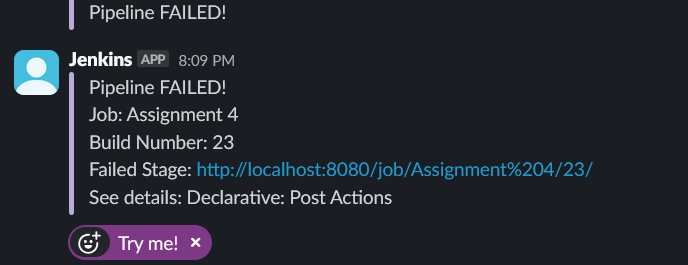 Pipeline FAILED!
Jenkins APP 8:09 PM
Pipeline FAILED!
Job: Assignment 4
Build Number: 23
Failed Stage: http://localhost:8080/job/Assignment%204/23/
See details: Declarative: Post Actions
Try me! ×